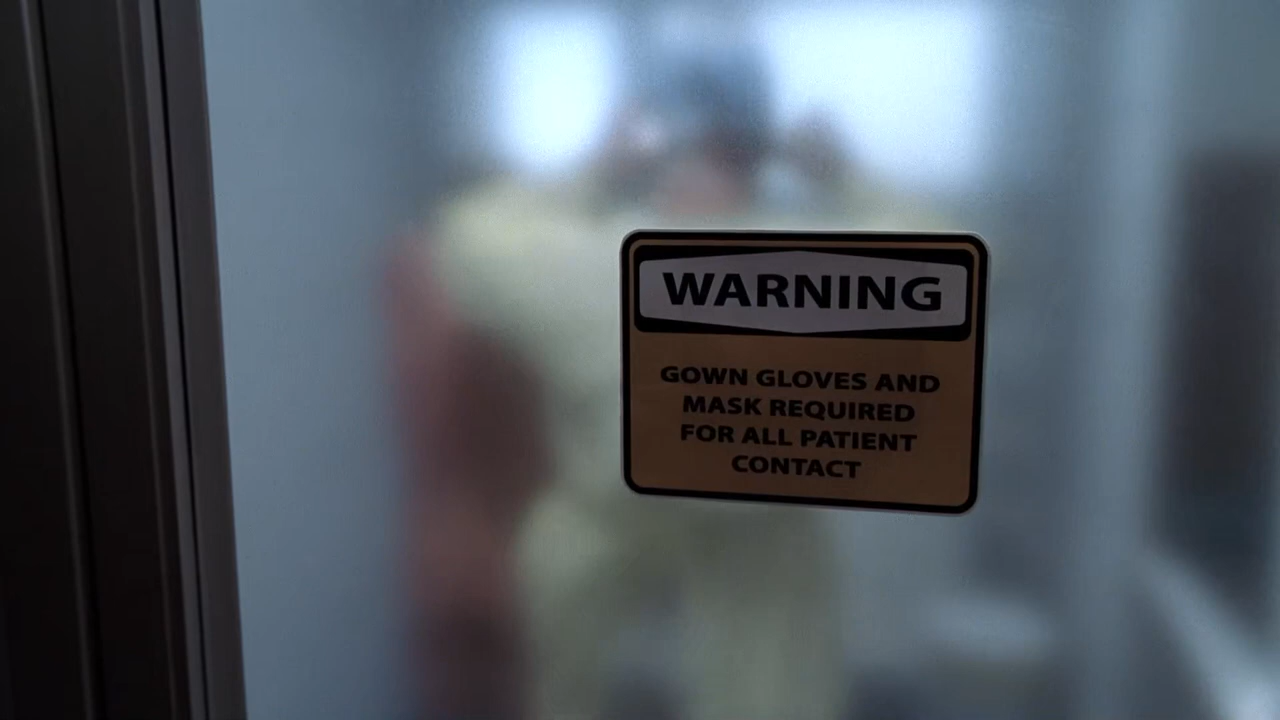 WARNING
GOWN GLOVES AND
MASK REQUIRED
FOR ALL PATIENT
CONTACT